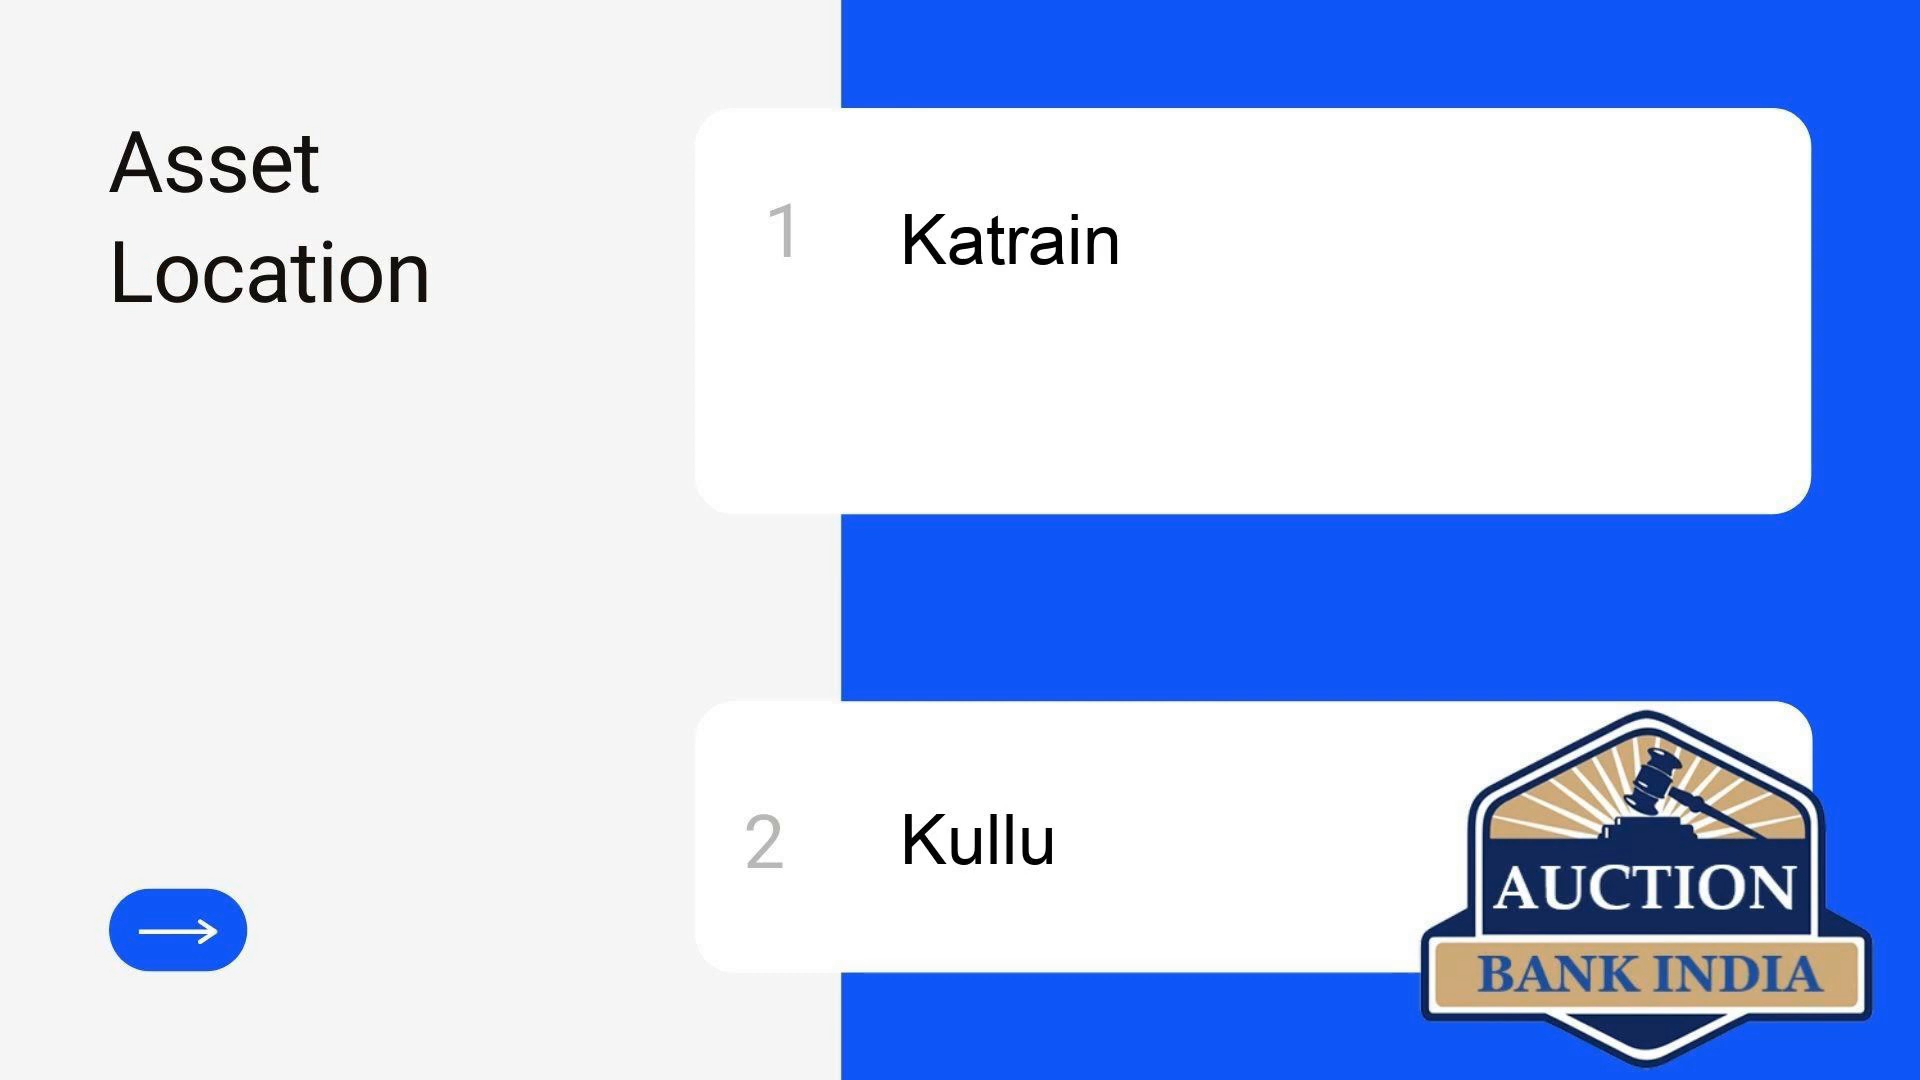 Asset
Location
1
Katrain
2
Kullu
AUCTION
BANK INDIA